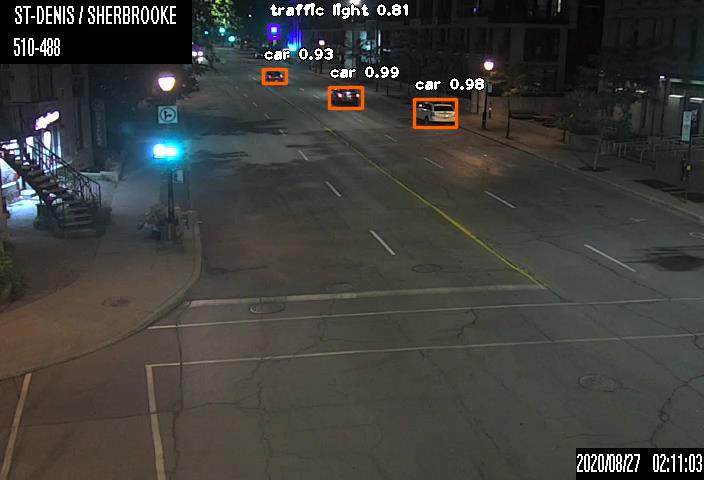 ST-DENIS / SHERBROOKE
510-488
traffic light 0.81
car 0.93
car 0.99
car 0.98
2020/08/27 02:11:03